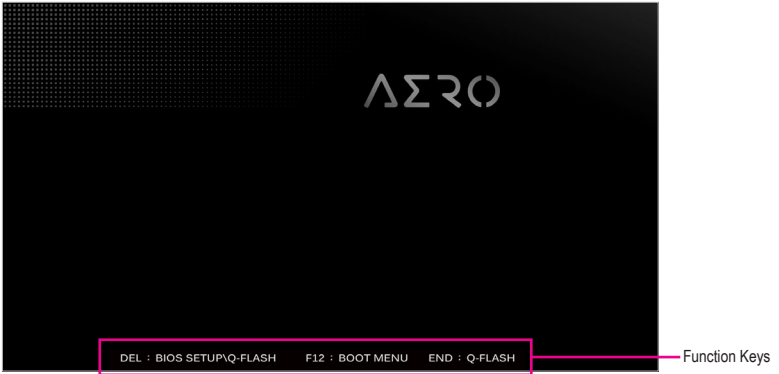 AERO
DEL : BIOS SETUP\Q-FLASH F12 : BOOT MENU END : Q-FLASH
Function Keys